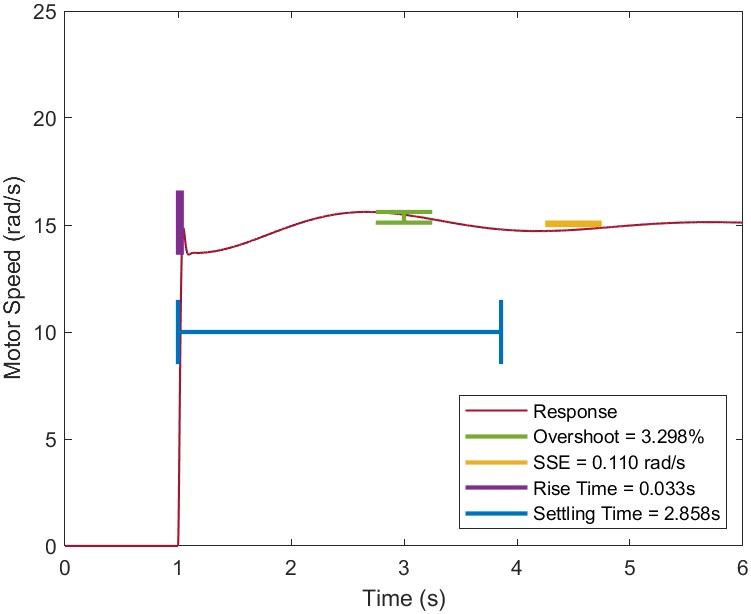 25
20
15
10
5
0
0 1 2 3 4 5 6
Motor Speed (rad/s)
Time (s)
Response
Overshoot = 3.298%
SSE = 0.110 rad/s
Rise Time = 0.033s
Settling Time = 2.858s